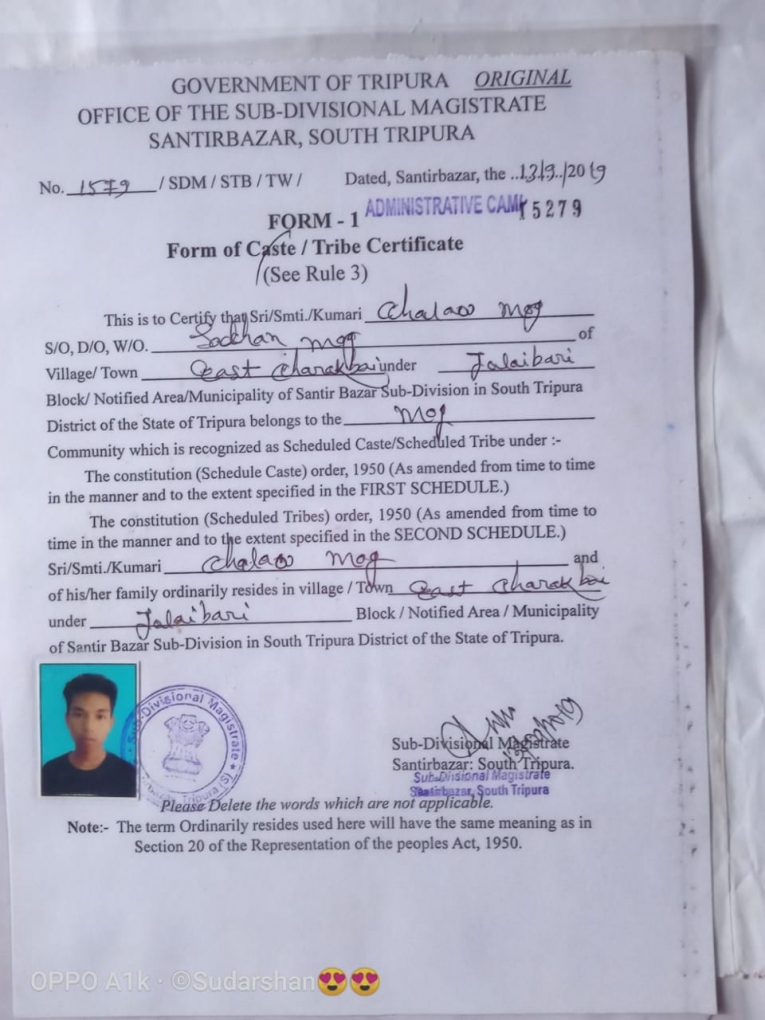 GOVERNMENT OF TRIPURA ORIGINAL
OFFICE OF THE SUB-DIVISIONAL MAGISTRATE
SANTIRBAZAR, SOUTH TRIPURA
No. 1579 / SDM / STB / TW / Dated, Santirbazar, the ..13/9../2019
ADMINISTRATIVE CAMP 15279
FORM - 1
Form of Caste / Tribe Certificate
(See Rule 3)
This is to Certify that Sri/Smti./Kumari Chalao Mog
S/O, D/O, W/O. Sadhan Mog of
Village/ Town East Charakbai under Jolaibari
Block/ Notified Area/Municipality of Santir Bazar Sub-Division in South Tripura
District of the State of Tripura belongs to the Mog
Community which is recognized as Scheduled Caste/Scheduled Tribe under :-
The constitution (Schedule Caste) order, 1950 (As amended from time to time
in the manner and to the extent specified in the FIRST SCHEDULE.)
The constitution (Scheduled Tribes) order, 1950 (As amended from time to
time in the manner and to the extent specified in the SECOND SCHEDULE.)
Sri/Smti./Kumari Chalao Mog and
of his/her family ordinarily resides in village / Town East Charakbai
under Jolaibari Block / Notified Area / Municipality
of Santir Bazar Sub-Division in South Tripura District of the State of Tripura.
Sub-Divisional Magistrate
Tripura (S)
Sub-Divisional Magistrate
Santirbazar: South Tripura.
Sub-Divisional Magistrate
Santirbazar, South Tripura
Please Delete the words which are not applicable.
Note:- The term Ordinarily resides used here will have the same meaning as in
Section 20 of the Representation of the peoples Act, 1950.
OPPO A1k · ©Sudarshan😍😍